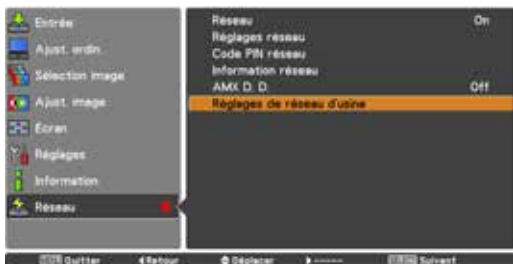 Entrée
Ajust. ordin.
Sélection image
Ajust. image
Ecran
Réglages
Information
Réseau
Réseau On
Réglages réseau
Code PIN réseau
Information réseau
AMX D. D. Off
Réglages de réseau d'usine
Quitter Retour Déplacer ----- Suivant